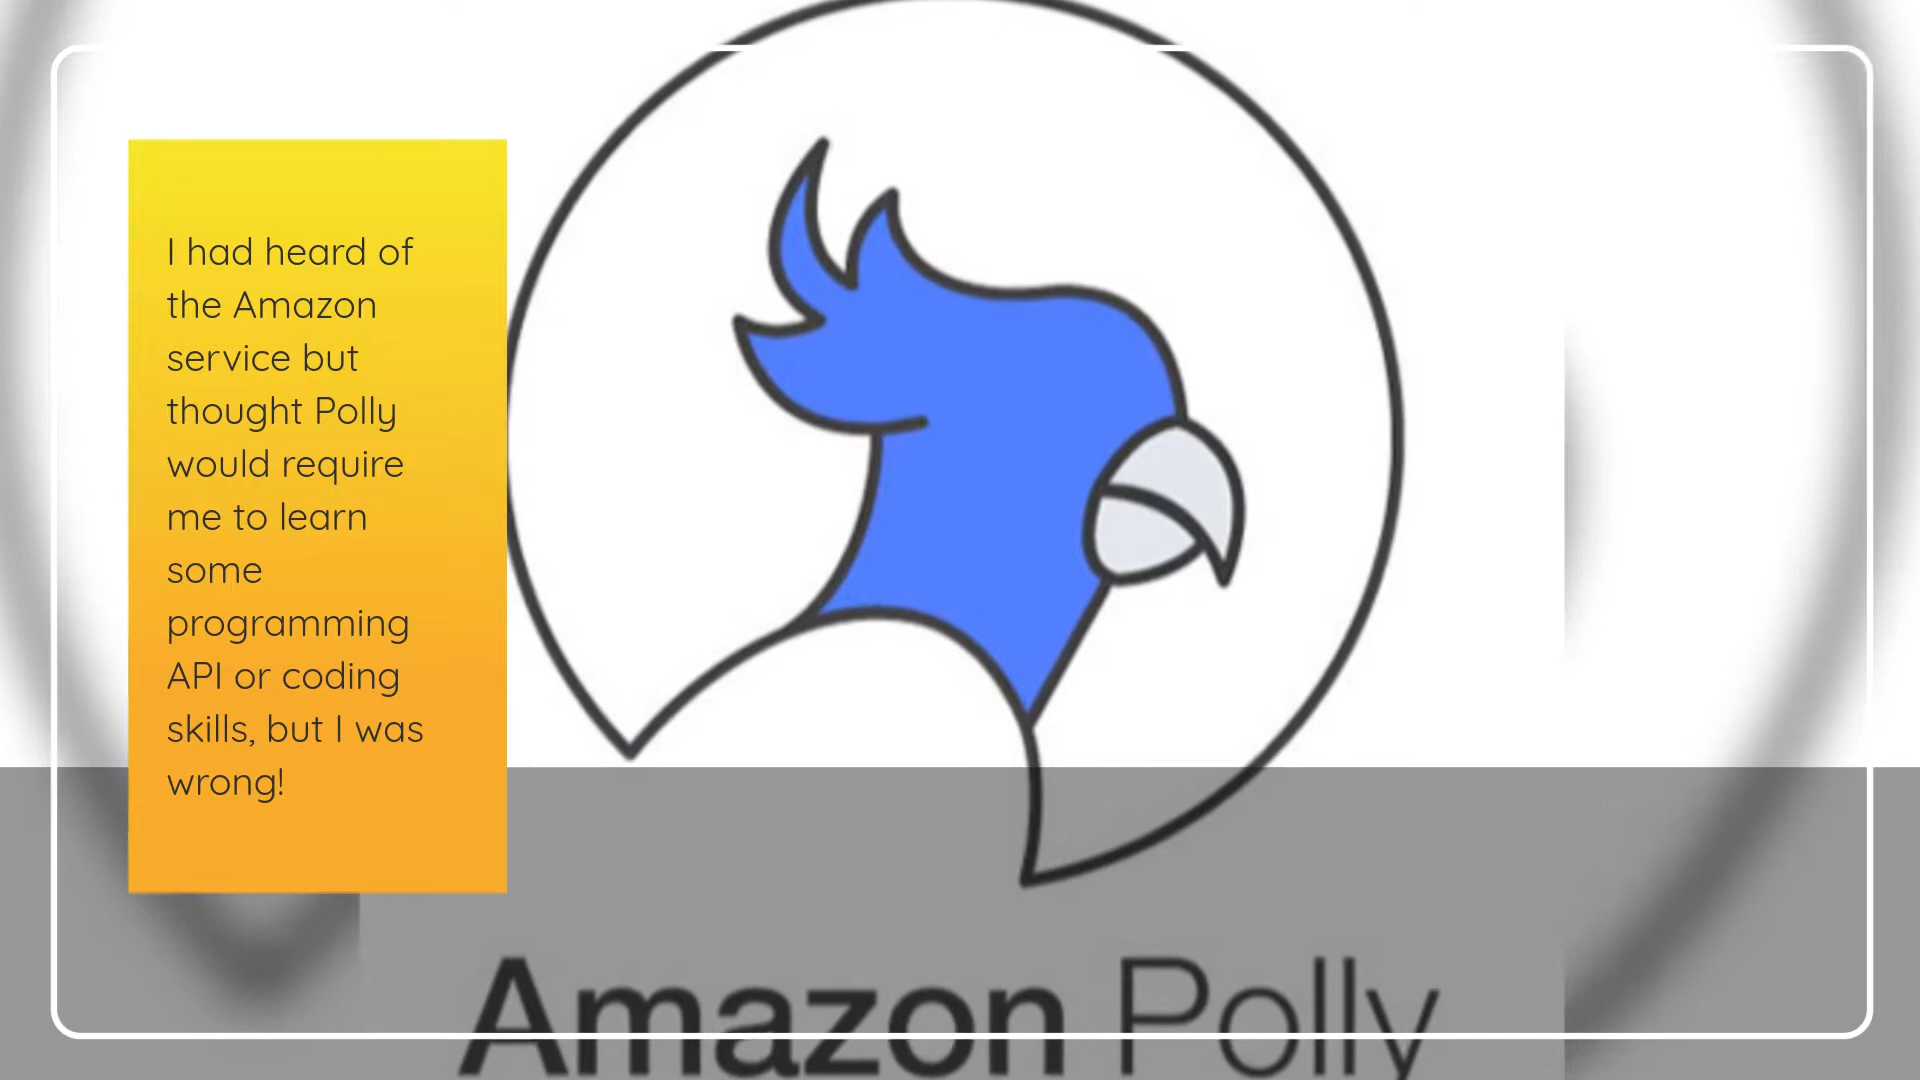 I had heard of
the Amazon
service but
thought Polly
would require
me to learn
some
programming
API or coding
skills, but I was
wrong!
Amazon Polly